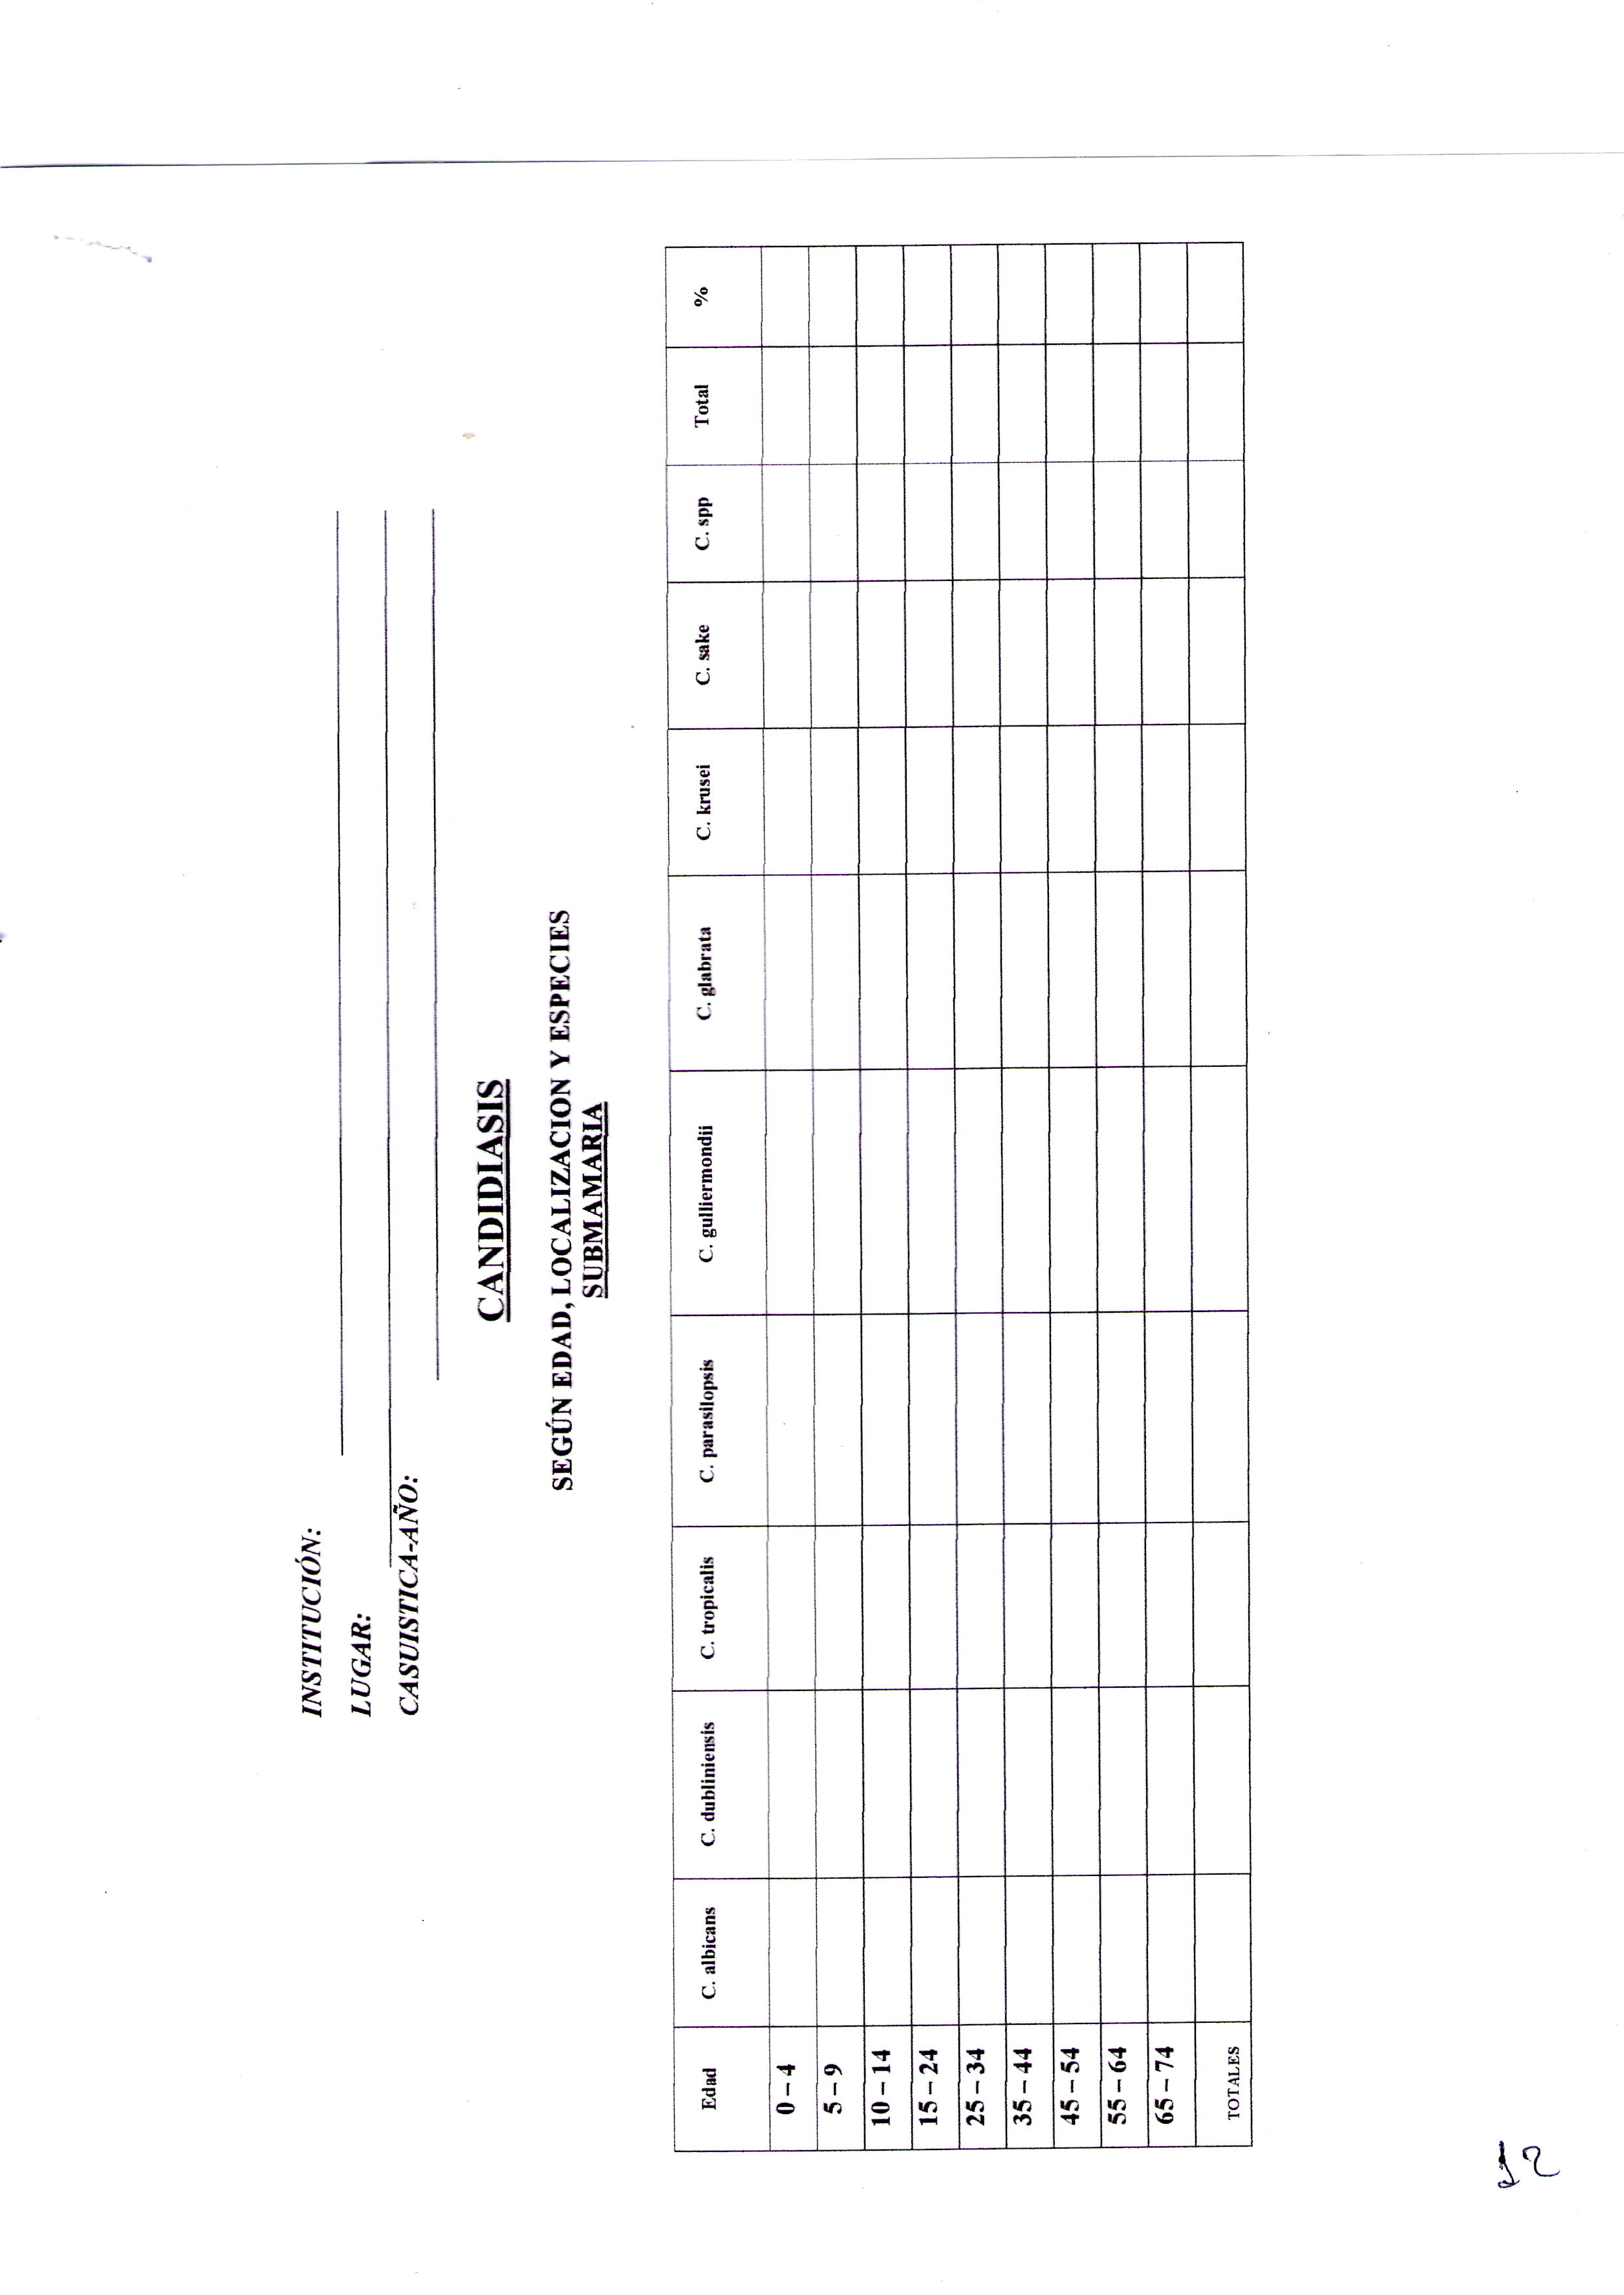 INSTITUCIÓN:
LUGAR:
CASUISTICA-AÑO:
CANDIDIASIS
SEGÚN EDAD, LOCALIZACION Y ESPECIES
SUBMAMARIA
Edad C. albicans C. dubliniensis C. tropicalis C. parasilopsis C. gulliermondii C. glabrata C. krusei C. sake C. spp Total %
0 – 4
5 – 9
10 – 14
15 – 24
25 – 34
35 – 44
45 – 54
55 – 64
65 – 74
TOTALES
12